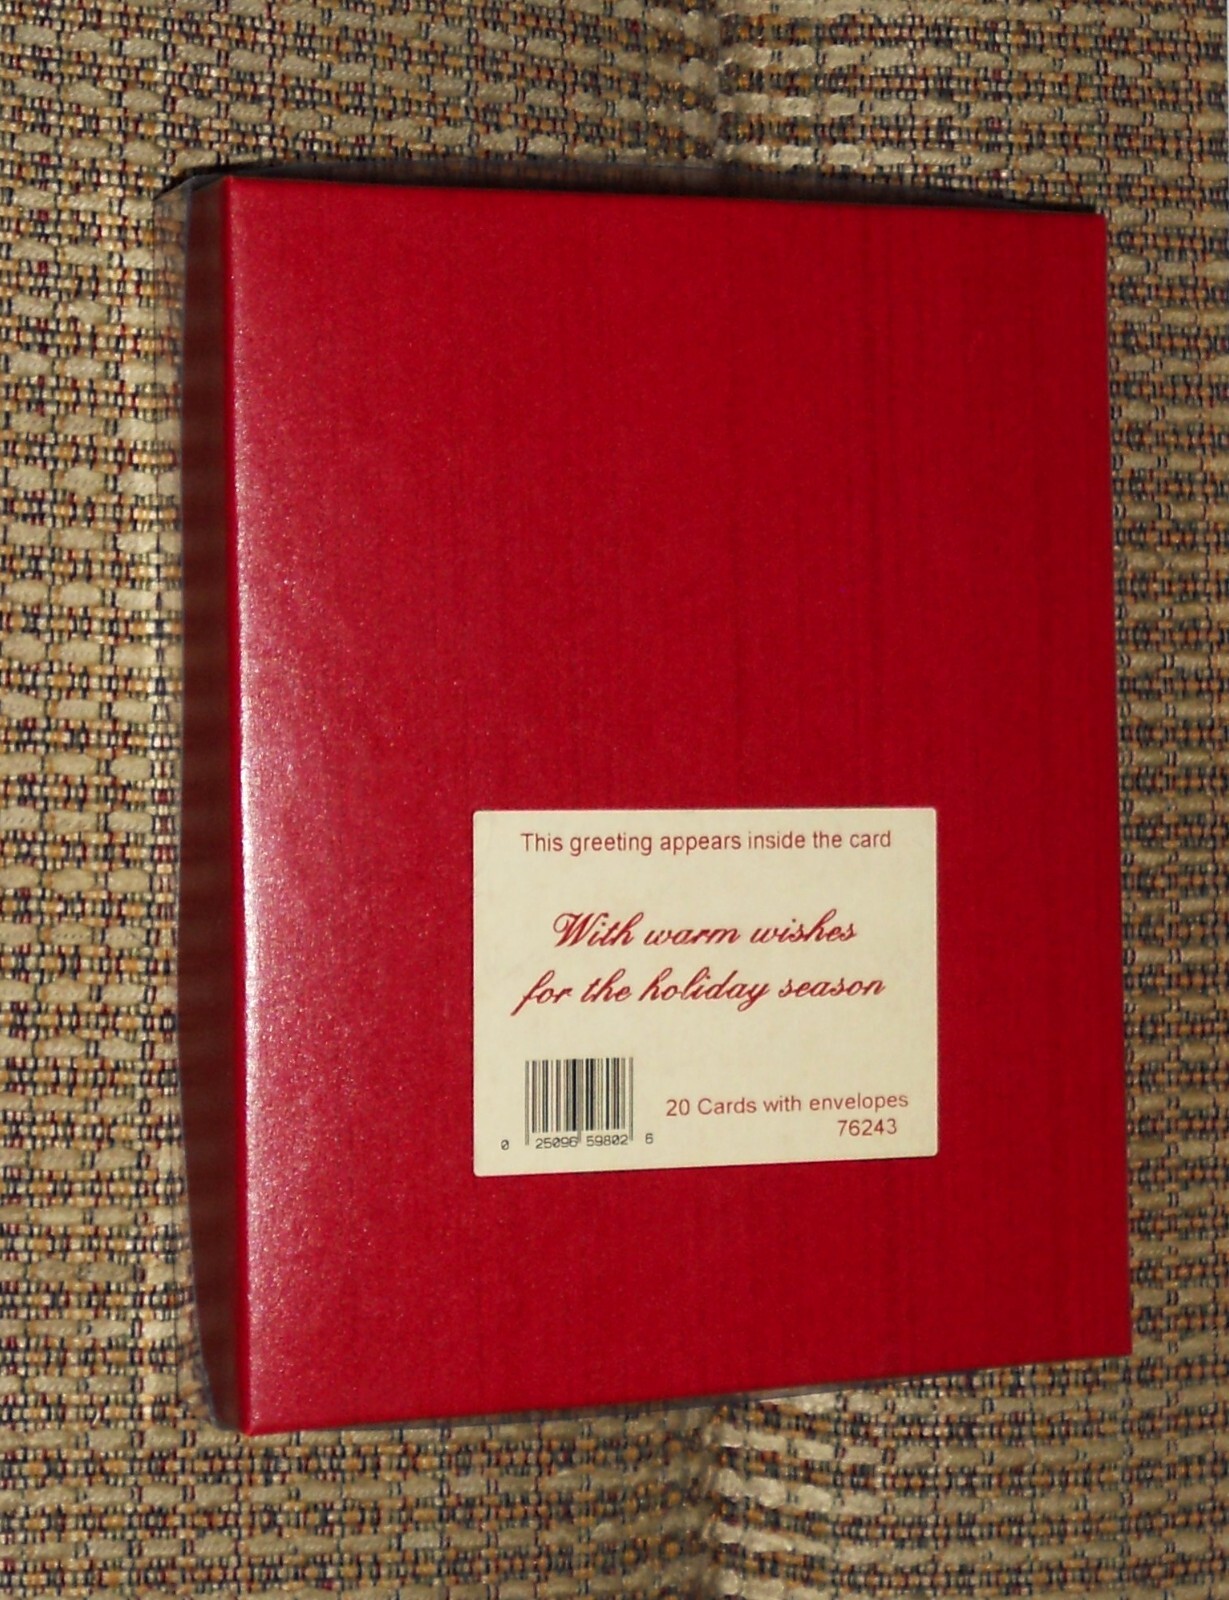 This greeting appears inside the card
With warm wishes
for the holiday season
20 Cards with envelopes
76243
0 25096 59802 6